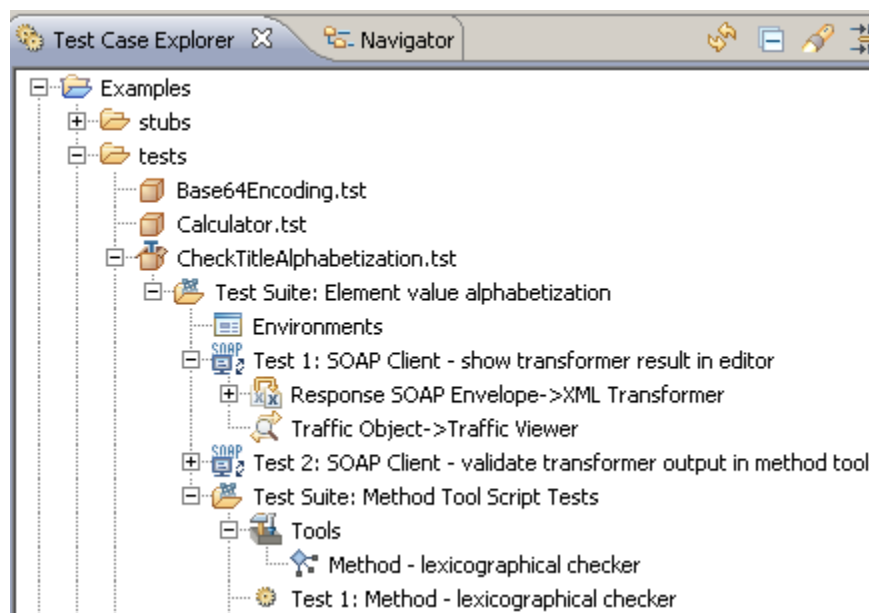 Test Case Explorer Navigator
Examples
stubs
tests
Base64Encoding.tst
Calculator.tst
CheckTitleAlphabetization.tst
Test Suite: Element value alphabetization
Environments
SOAP Test 1: SOAP Client - show transformer result in editor
Response SOAP Envelope->XML Transformer
Traffic Object->Traffic Viewer
SOAP Test 2: SOAP Client - validate transformer output in method tool
Test Suite: Method Tool Script Tests
Tools
Method - lexicographical checker
Test 1: Method - lexicographical checker